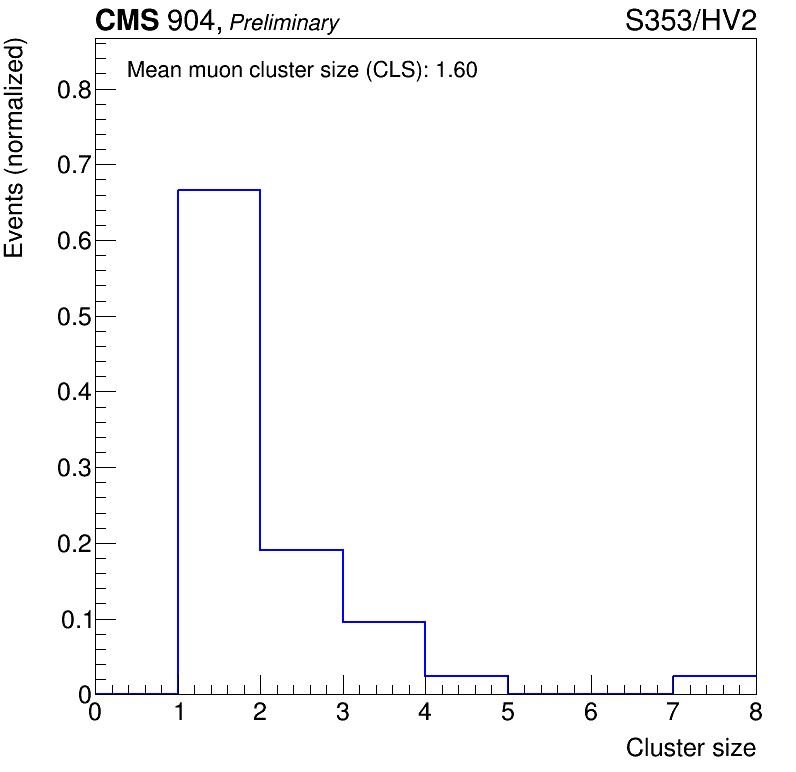 CMS 904, Preliminary S353/HV2
Mean muon cluster size (CLS): 1.60
Events (normalized)
0.8
0.7
0.6
0.5
0.4
0.3
0.2
0.1
0
0 1 2 3 4 5 6 7 8
Cluster size